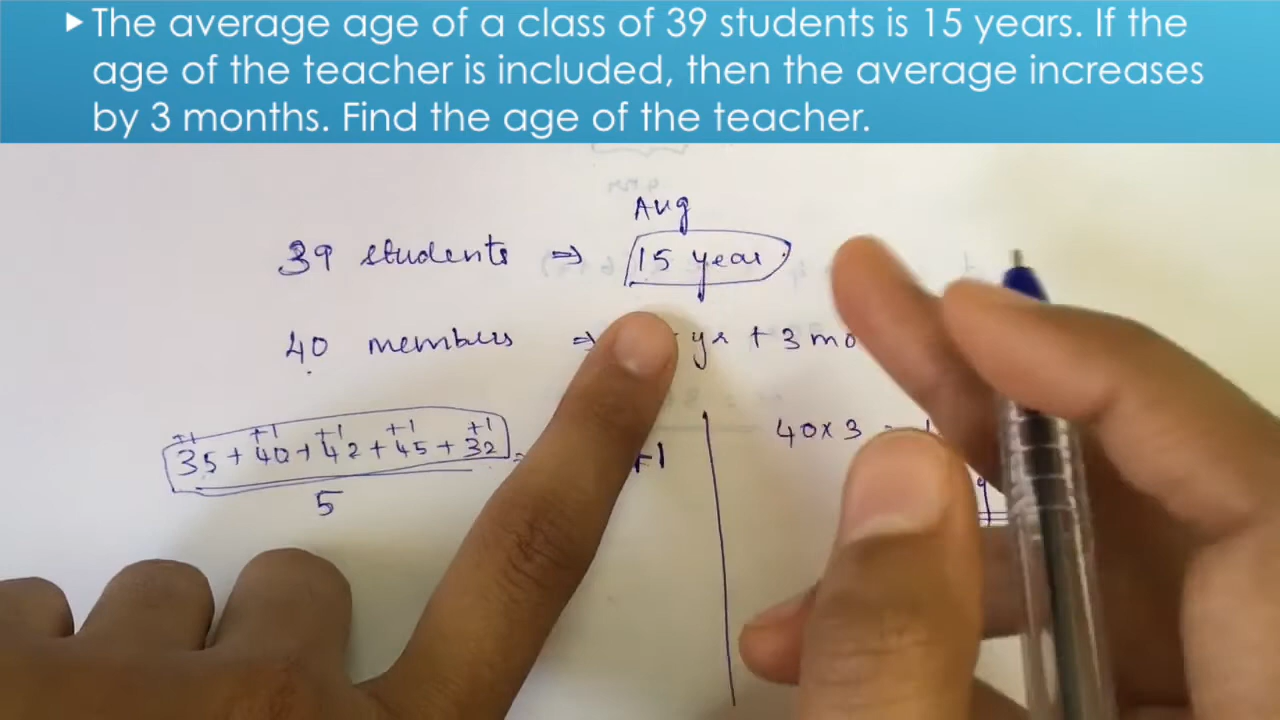 The average age of a class of 39 students is 15 years. If the
age of the teacher is included, then the average increases
by 3 months. Find the age of the teacher.
Avg
39 students ⇒ 15 year
40 members ⇒ yr + 3 mo
+1 +1 +1 +1 +1
35 + 40 + 42 + 45 + 32 = +1
5
40 x 3